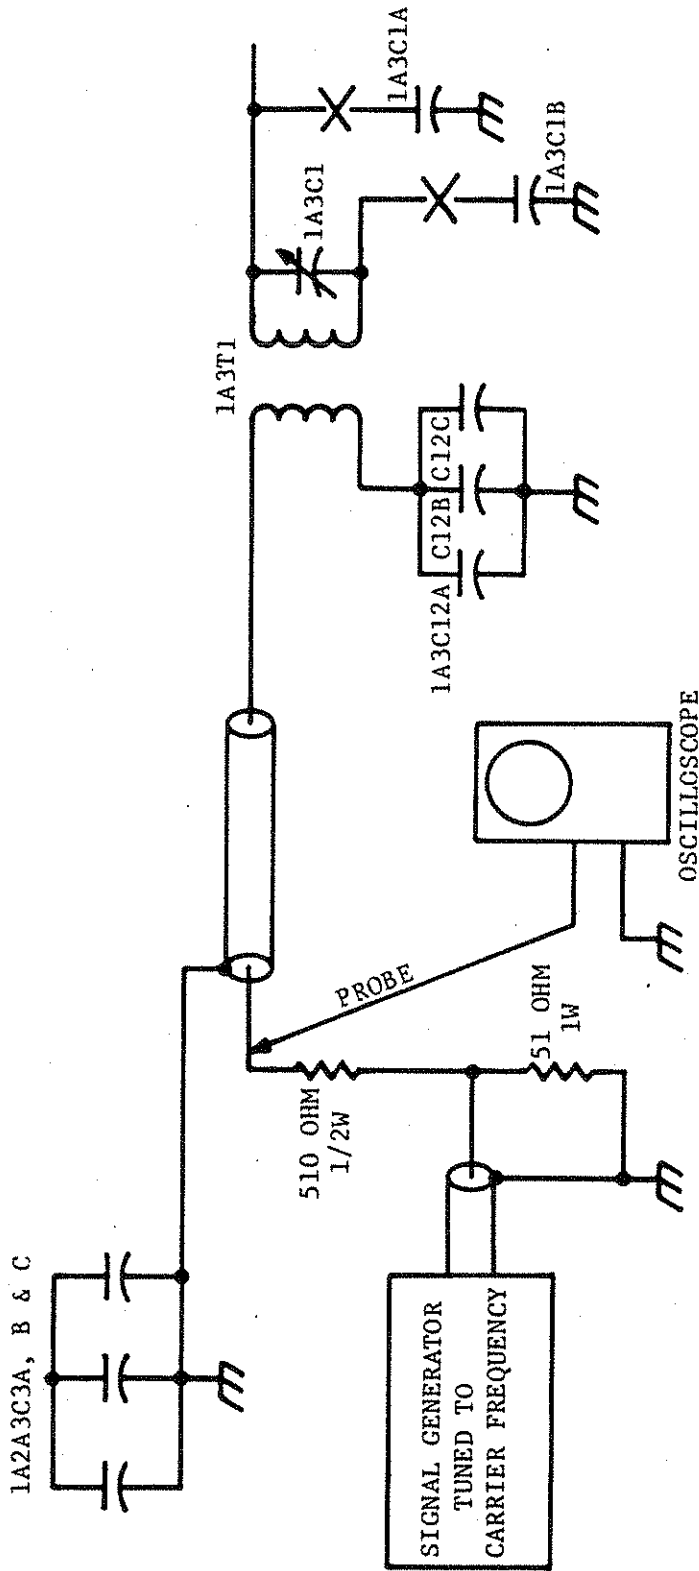 1A2A3C3A, B & C
SIGNAL GENERATOR
TUNED TO
CARRIER FREQUENCY
510 OHM
1/2W
51 OHM
1W
PROBE
OSCILLOSCOPE
1A3T1
1A3C12A
C12B
C12C
1A3C1
1A3C1A
1A3C1B